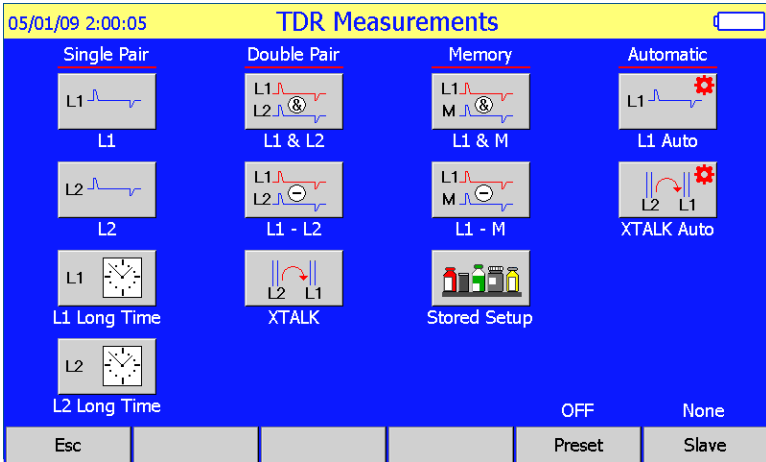 05/01/09 2:00:05 TDR Measurements
Single Pair Double Pair Memory Automatic
L1 L1 & L2 L1 & M L1
L1 L1 & L2 L1 & M L1 Auto
L2 L1 L2 L1 M L2 L1
L2 L1 - L2 L1 - M XTALK Auto
L1 L2 L1
L1 Long Time XTALK Stored Setup
L2
L2 Long Time
OFF None
Esc Preset Slave